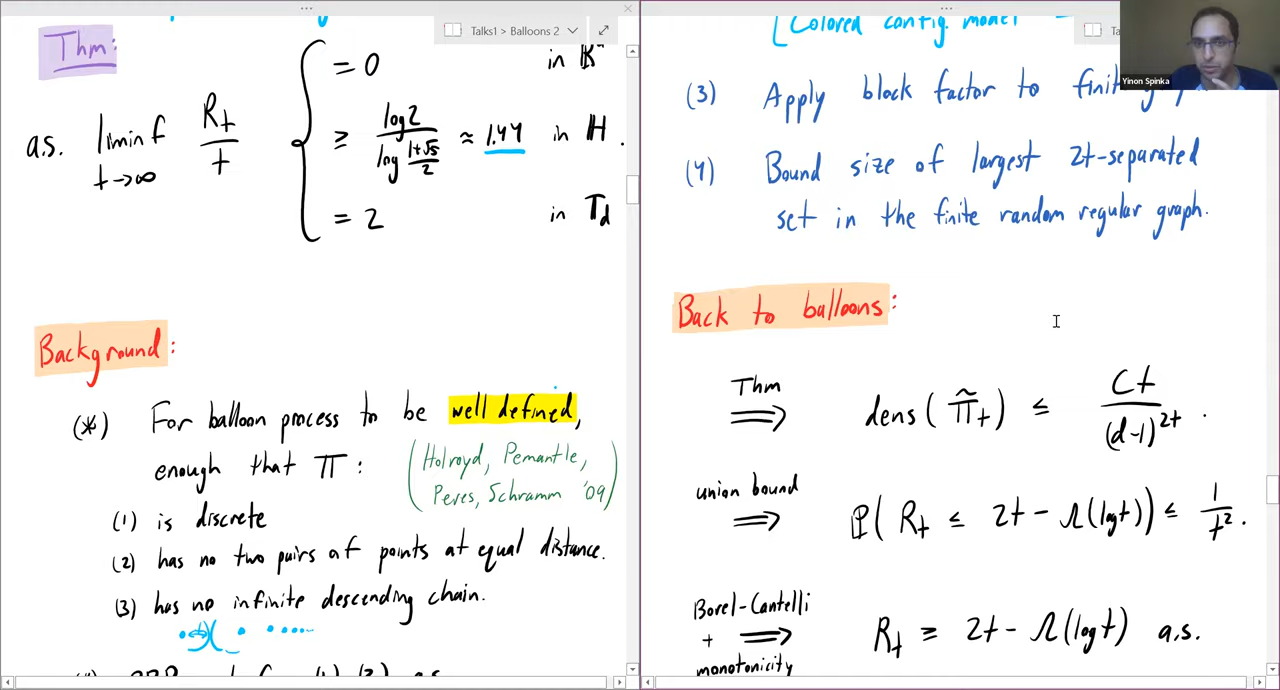 Talks1 > Balloons 2
Thm:
a.s. liminf t→∞ R_t / t
= 0 in ℝ^d
≥ log 2 / log (1+√5)/2 ≈ 1.44 in ℍ.
= 2 in T_d
Background:
(*) For balloon process to be well defined,
enough that Π:
(Holroyd, Pemantle,
Peres, Schramm '09)
(1) is discrete
(2) has no two pairs of points at equal distance.
(3) has no infinite descending chain.
[Colored config. model
Yinon Spinka
(3) Apply block factor to finite graph
(4) Bound size of largest 2t-separated
set in the finite random regular graph.
Back to balloons:
Thm ⟹ dens(Π̃_t) ≤ Ct / (d-1)^{2t}.
union bound ⟹ ℙ(R_t ≤ 2t - Ω(log t)) ≤ 1/t².
Borel-Cantelli + monotonicity ⟹ R_t ≥ 2t - Ω(log t) a.s.